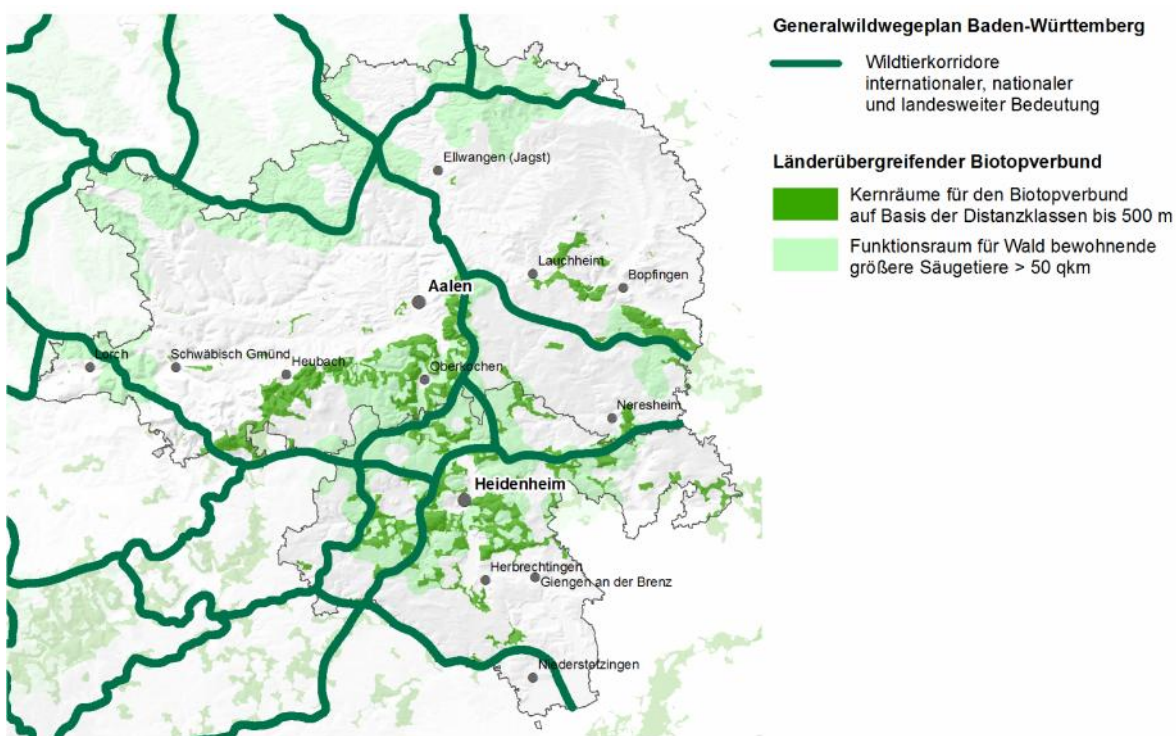 Generalwildwegeplan Baden-Württemberg
Wildtierkorridore
internationaler, nationaler
und landesweiter Bedeutung
Länderübergreifender Biotopverbund
Kernräume für den Biotopverbund
auf Basis der Distanzklassen bis 500 m
Funktionsraum für Wald bewohnende
größere Säugetiere > 50 qkm
Ellwangen (Jagst)
Lauchheimt
Bopfingen
Aalen
Lorch
Schwäbisch Gmünd
Heubach
Oberkochen
Neresheim
Heidenheim
Herbrechtingen
Giengen an der Brenz
Niederstotzingen